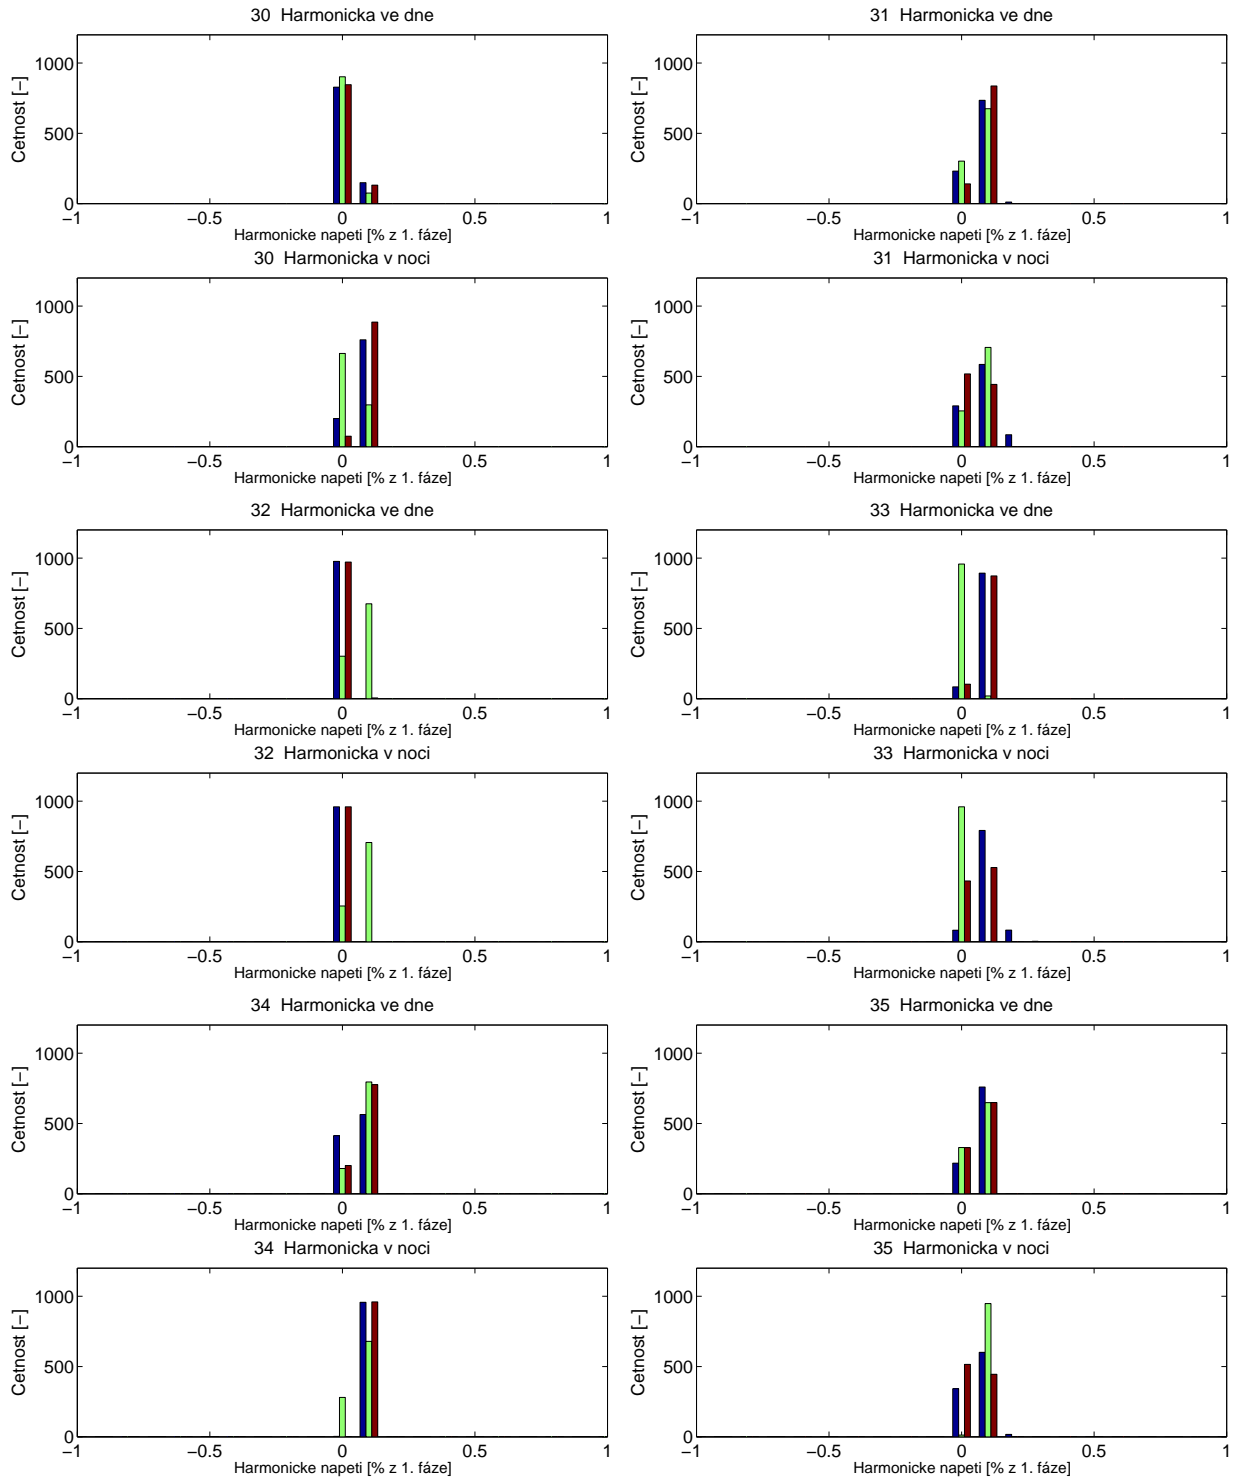 30  Harmonicka ve dne
Cetnost [−]
1000
500
0
−1 −0.5 0 0.5 1
Harmonicke napeti [% z 1. fáze]
31  Harmonicka ve dne
Cetnost [−]
1000
500
0
−1 −0.5 0 0.5 1
Harmonicke napeti [% z 1. fáze]
30  Harmonicka v noci
Cetnost [−]
1000
500
0
−1 −0.5 0 0.5 1
Harmonicke napeti [% z 1. fáze]
31  Harmonicka v noci
Cetnost [−]
1000
500
0
−1 −0.5 0 0.5 1
Harmonicke napeti [% z 1. fáze]
32  Harmonicka ve dne
Cetnost [−]
1000
500
0
−1 −0.5 0 0.5 1
Harmonicke napeti [% z 1. fáze]
33  Harmonicka ve dne
Cetnost [−]
1000
500
0
−1 −0.5 0 0.5 1
Harmonicke napeti [% z 1. fáze]
32  Harmonicka v noci
Cetnost [−]
1000
500
0
−1 −0.5 0 0.5 1
Harmonicke napeti [% z 1. fáze]
33  Harmonicka v noci
Cetnost [−]
1000
500
0
−1 −0.5 0 0.5 1
Harmonicke napeti [% z 1. fáze]
34  Harmonicka ve dne
Cetnost [−]
1000
500
0
−1 −0.5 0 0.5 1
Harmonicke napeti [% z 1. fáze]
35  Harmonicka ve dne
Cetnost [−]
1000
500
0
−1 −0.5 0 0.5 1
Harmonicke napeti [% z 1. fáze]
34  Harmonicka v noci
Cetnost [−]
1000
500
0
−1 −0.5 0 0.5 1
Harmonicke napeti [% z 1. fáze]
35  Harmonicka v noci
Cetnost [−]
1000
500
0
−1 −0.5 0 0.5 1
Harmonicke napeti [% z 1. fáze]